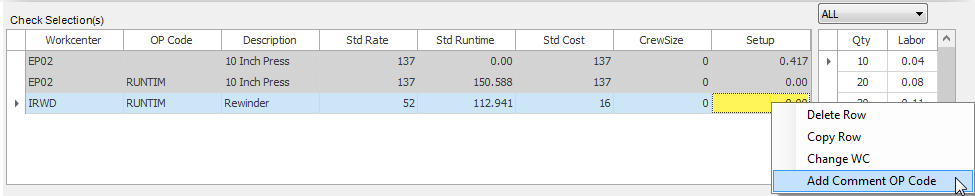 Check Selection(s)
ALL
Workcenter OP Code Description Std Rate Std Runtime Std Cost CrewSize Setup
Qty Labor
EP02 10 Inch Press 137 0.00 137 0 0.417
10 0.04
EP02 RUNTIM 10 Inch Press 137 150.588 137 0 0.00
20 0.08
IRWD RUNTIM Rewinder 52 112.941 16 0 0.00
Delete Row
Copy Row
Change WC
Add Comment OP Code